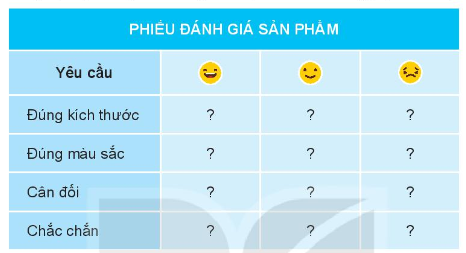 PHIẾU ĐÁNH GIÁ SẢN PHẨM
Yêu cầu
Đúng kích thước ? ? ?
Đúng màu sắc ? ? ?
Cân đối ? ? ?
Chắc chắn ? ? ?